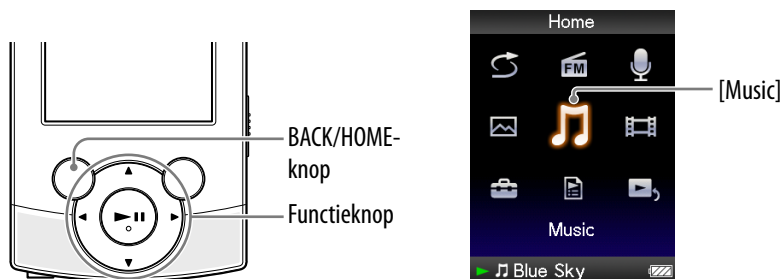 BACK/HOME-
knop
Functieknop
Home
FM
[Music]
Music
Blue Sky